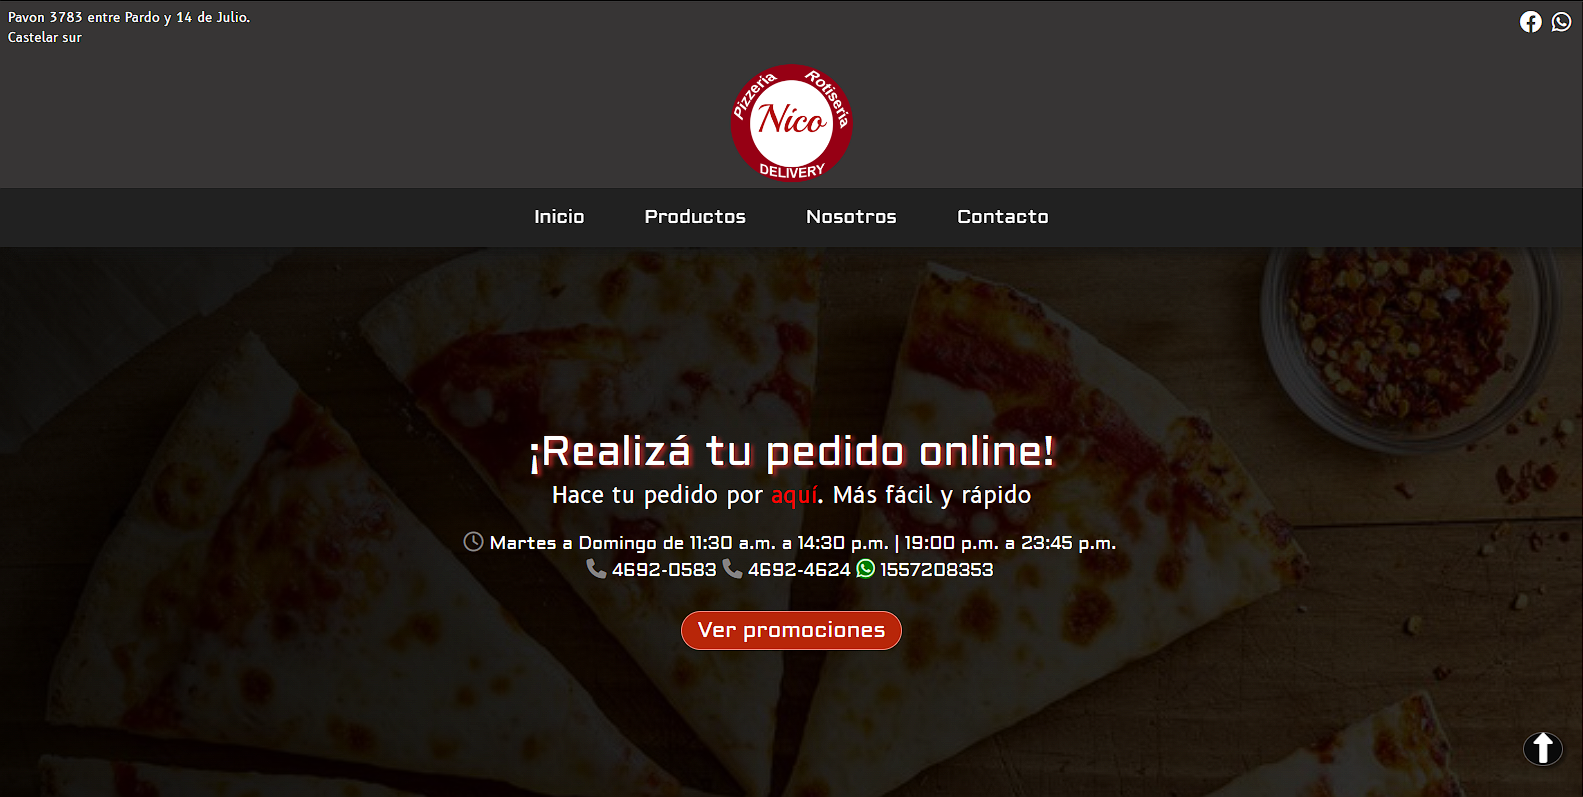 Pavon 3783 entre Pardo y 14 de Julio.
Castelar sur
Pizzeria Rotiseria
Nico
DELIVERY
Inicio Productos Nosotros Contacto
¡Realizá tu pedido online!
Hace tu pedido por aquí. Más fácil y rápido
Martes a Domingo de 11:30 a.m. a 14:30 p.m. | 19:00 p.m. a 23:45 p.m.
4692-0583 4692-4624 1557208353
Ver promociones